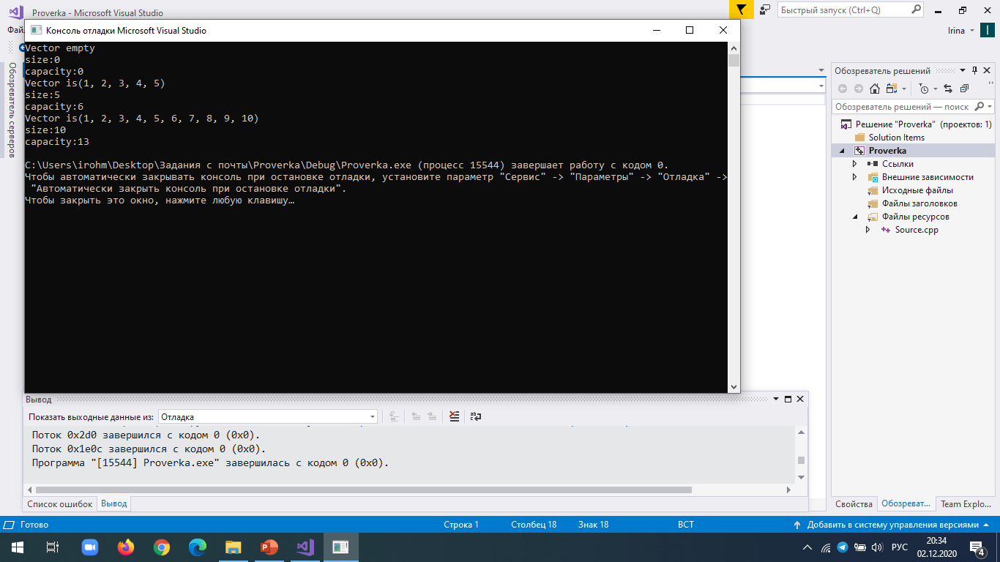 Proverka - Microsoft Visual Studio
Быстрый запуск (Ctrl+Q)
Фай
Irina
Консоль отладки Microsoft Visual Studio
Обозреватель серверов
Vector empty
size:0
capacity:0
Vector is(1, 2, 3, 4, 5)
size:5
capacity:6
Vector is(1, 2, 3, 4, 5, 6, 7, 8, 9, 10)
size:10
capacity:13
C:\Users\irohm\Desktop\Задания с почты\Proverka\Debug\Proverka.exe (процесс 15544) завершает работу с кодом 0.
Чтобы автоматически закрывать консоль при остановке отладки, установите параметр "Сервис" -> "Параметры" -> "Отладка" ->
"Автоматически закрыть консоль при остановке отладки".
Чтобы закрыть это окно, нажмите любую клавишу…
Обозреватель решений
Обозреватель решений — поиск
Решение "Proverka" (проектов: 1)
Solution Items
Proverka
Ссылки
Внешние зависимости
Исходные файлы
Файлы заголовков
Файлы ресурсов
Source.cpp
Вывод
Показать выходные данные из: Отладка
Поток 0x2d0 завершился с кодом 0 (0x0).
Поток 0x1e0c завершился с кодом 0 (0x0).
Программа "[15544] Proverka.exe" завершилась с кодом 0 (0x0).
Список ошибок Вывод
Свойства Обозреват... Team Explo...
Готово Строка 1 Столбец 18 Знак 18 ВСТ Добавить в систему управления версиями
РУС
20:34
02.12.2020
4